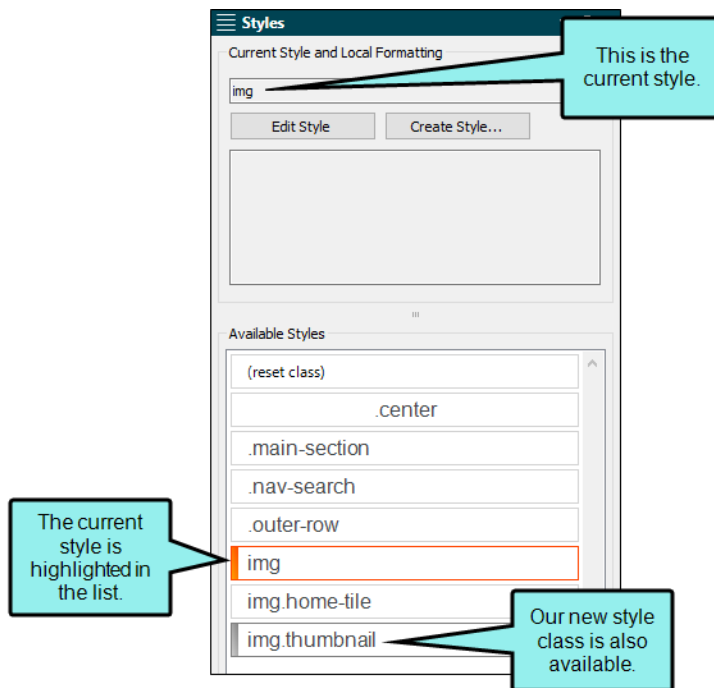 Styles
Current Style and Local Formatting
This is the
current style.
img
Edit Style
Create Style...
Available Styles
(reset class)
.center
.main-section
.nav-search
.outer-row
The current
style is
highlighted in
the list.
img
img.home-tile
img.thumbnail
Our new style
class is also
available.